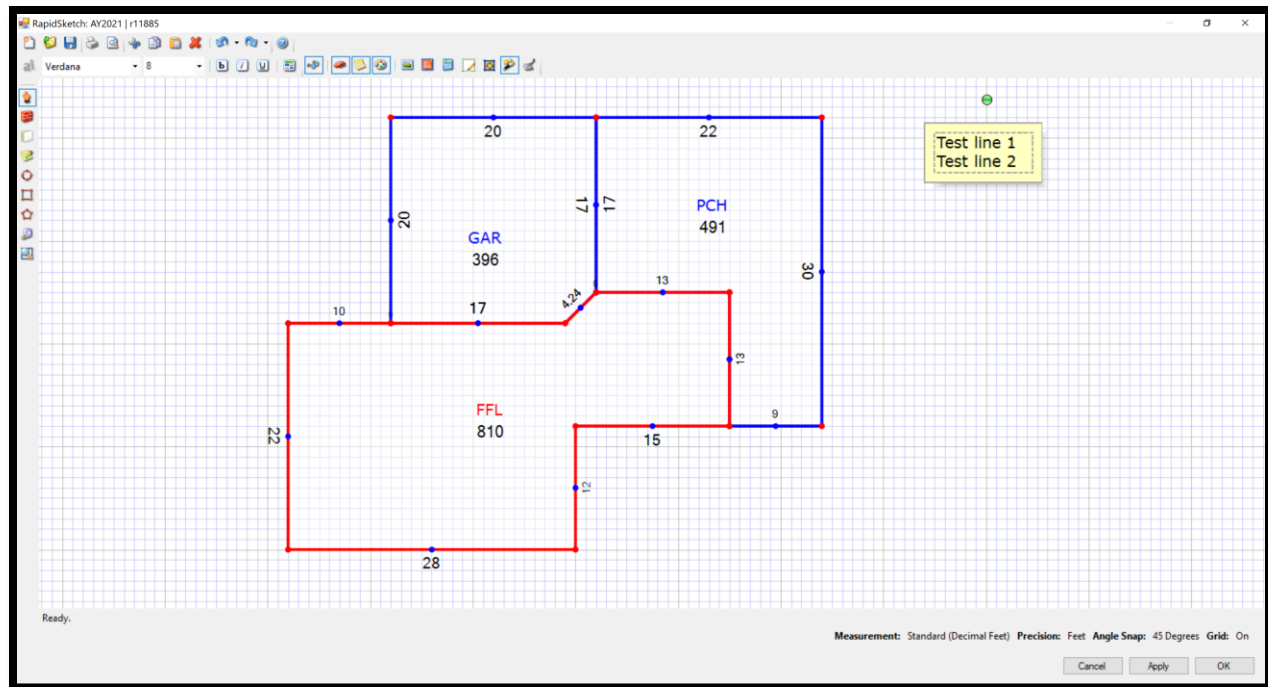 RapidSketch: AY2021 | r11885
Verdana 8 b i u
20
22
Test line 1
Test line 2
20
17
17
PCH
491
GAR
396
30
13
4.24
10
17
13
FFL
810
9
22
15
12
28
Ready.
Measurement: Standard (Decimal Feet) Precision: Feet Angle Snap: 45 Degrees Grid: On
Cancel Apply OK